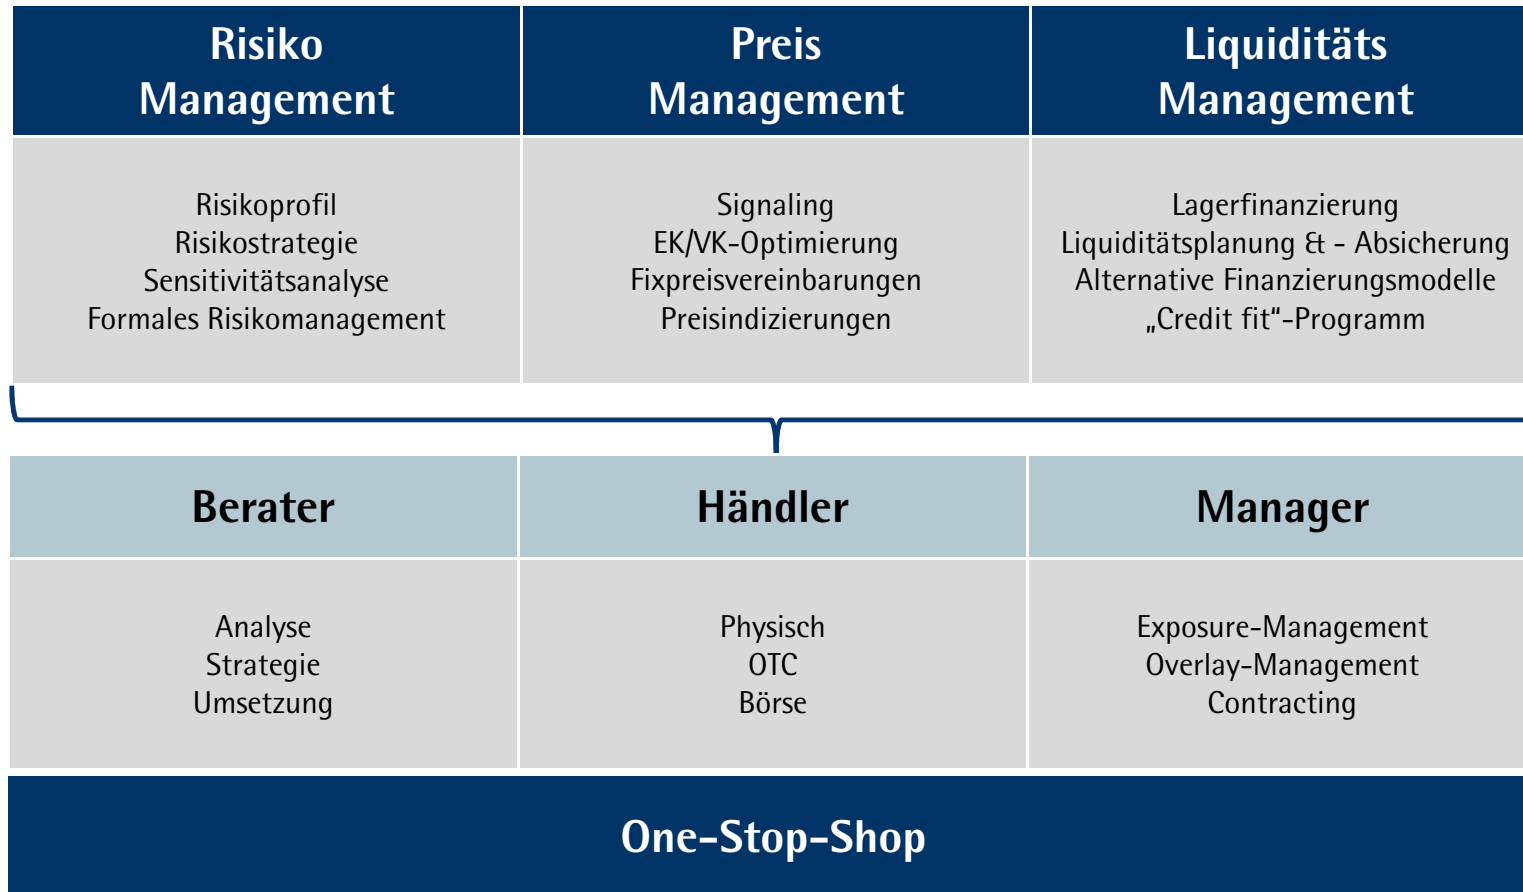 Risiko
Management
Preis
Management
Liquiditäts
Management
Risikoprofil
Risikostrategie
Sensitivitätsanalyse
Formales Risikomanagement
Signaling
EK/VK-Optimierung
Fixpreisvereinbarungen
Preisindizierungen
Lagerfinanzierung
Liquiditätsplanung & - Absicherung
Alternative Finanzierungsmodelle
„Credit fit“-Programm
Berater
Händler
Manager
Analyse
Strategie
Umsetzung
Physisch
OTC
Börse
Exposure-Management
Overlay-Management
Contracting
One-Stop-Shop